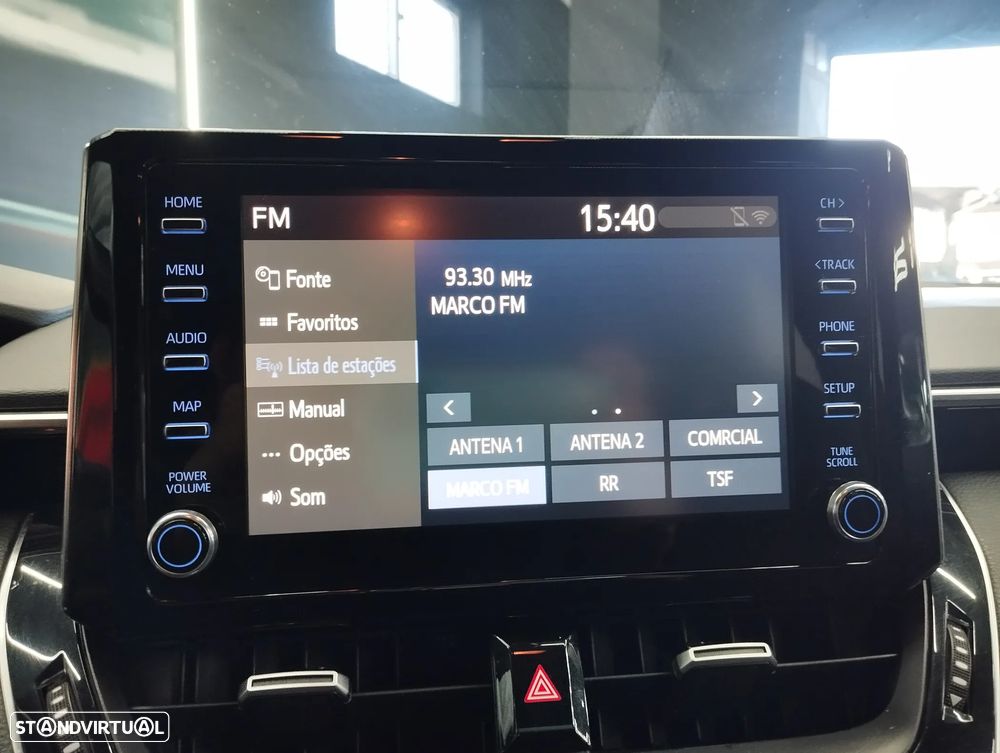 HOME
MENU
AUDIO
MAP
POWER
VOLUME
FM
15:40
Fonte
Favoritos
Lista de estações
Manual
Opções
Som
93.30 MHz
MARCO FM
<
>
ANTENA 1
ANTENA 2
COMRCIAL
MARCO FM
RR
TSF
CH >
< TRACK
PHONE
SETUP
TUNE
SCROLL
STANDVIRTUAL